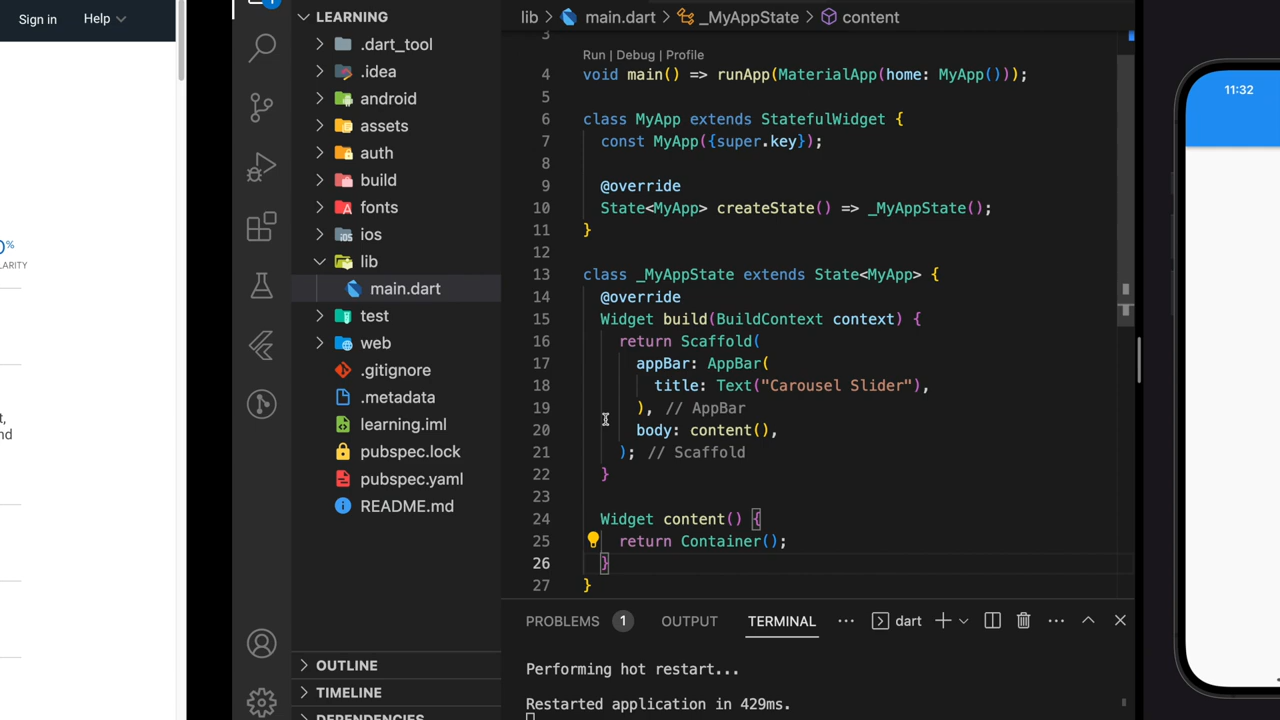 Sign in
Help
0%
LARITY
t,
nd
1
LEARNING
.dart_tool
.idea
android
assets
auth
build
fonts
ios
lib
main.dart
test
web
.gitignore
.metadata
learning.iml
pubspec.lock
pubspec.yaml
README.md
OUTLINE
TIMELINE
DEPENDENCIES
lib > main.dart > _MyAppState > content
3
Run | Debug | Profile
4 void main() => runApp(MaterialApp(home: MyApp()));
5
6 class MyApp extends StatefulWidget {
7 const MyApp({super.key});
8
9 @override
10 State<MyApp> createState() => _MyAppState();
11 }
12
13 class _MyAppState extends State<MyApp> {
14 @override
15 Widget build(BuildContext context) {
16 return Scaffold(
17 appBar: AppBar(
18 title: Text("Carousel Slider"),
19 ), // AppBar
20 body: content(),
21 ); // Scaffold
22 }
23
24 Widget content() {
25 return Container();
26 }
27 }
PROBLEMS 1 OUTPUT TERMINAL ··· dart
Performing hot restart...
Restarted application in 429ms.
11:32